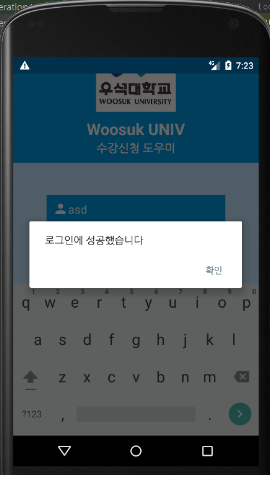 7:23
우석대학교
WOOSUK UNIVERSITY
Woosuk UNIV
수강신청 도우미
asd
로그인에 성공했습니다
확인
q w e r t y u i o p
1 2 3 4 5 6 7 8 9 0
a s d f g h j k l
z x c v b n m
?123 , .